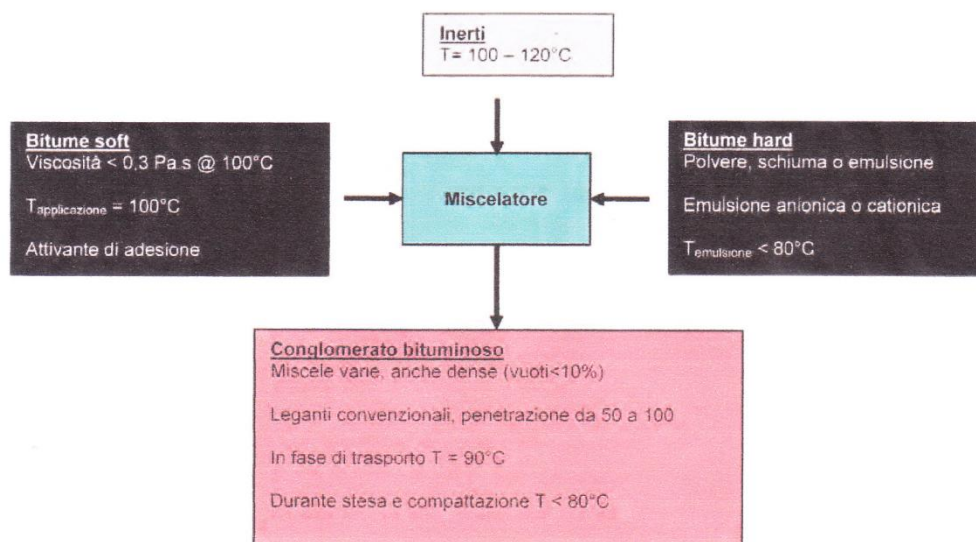 Inerti
T= 100 – 120°C
Bitume soft
Viscosità < 0,3 Pa.s @ 100°C
Tapplicazione = 100°C
Attivante di adesione
Miscelatore
Bitume hard
Polvere, schiuma o emulsione
Emulsione anionica o cationica
Temulsione < 80°C
Conglomerato bituminoso
Miscele varie, anche dense (vuoti<10%)
Leganti convenzionali, penetrazione da 50 a 100
In fase di trasporto T = 90°C
Durante stesa e compattazione T < 80°C